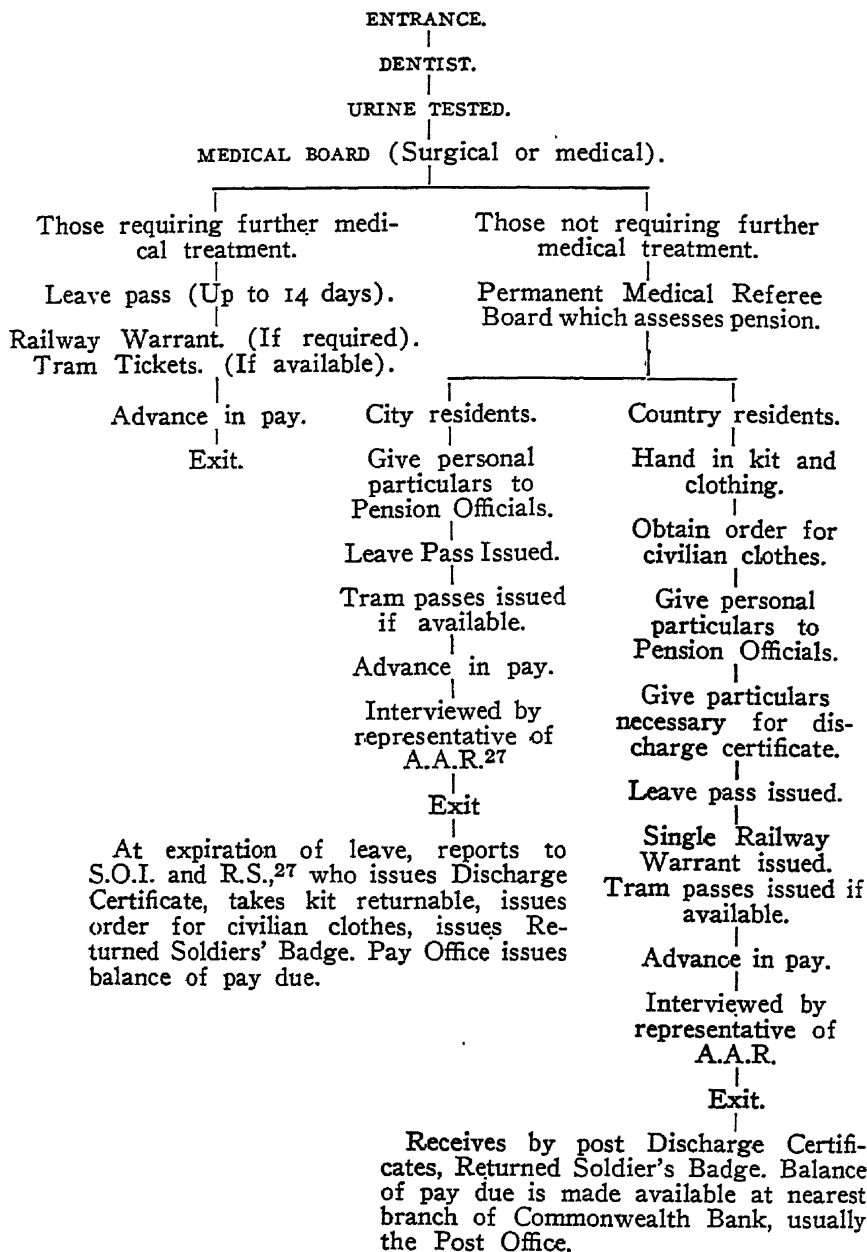 ENTRANCE.
DENTIST.
URINE TESTED.
MEDICAL BOARD (Surgical or medical).
Those requiring further medi-
cal treatment.
Leave pass (Up to 14 days).
Railway Warrant. (If required).
Tram Tickets. (If available).
Advance in pay.
Exit.
Those not requiring further
medical treatment.
Permanent Medical Referee
Board which assesses pension.
City residents.
Give personal
particulars to
Pension Officials.
Leave Pass Issued.
Tram passes issued
if available.
Advance in pay.
Interviewed by
representative of
A.A.R.27
Exit
At expiration of leave, reports to
S.O.I. and R.S.,27 who issues Discharge
Certificate, takes kit returnable, issues
order for civilian clothes, issues Re-
turned Soldiers' Badge. Pay Office issues
balance of pay due.
Country residents.
Hand in kit and
clothing.
Obtain order for
civilian clothes.
Give personal
particulars to
Pension Officials.
Give particulars
necessary for dis-
charge certificate.
Leave pass issued.
Single Railway
Warrant issued.
Tram passes issued if
available.
Advance in pay.
Interviewed by
representative of
A.A.R.
Exit.
Receives by post Discharge Certifi-
cates, Returned Soldier's Badge. Balance
of pay due is made available at nearest
branch of Commonwealth Bank, usually
the Post Office.